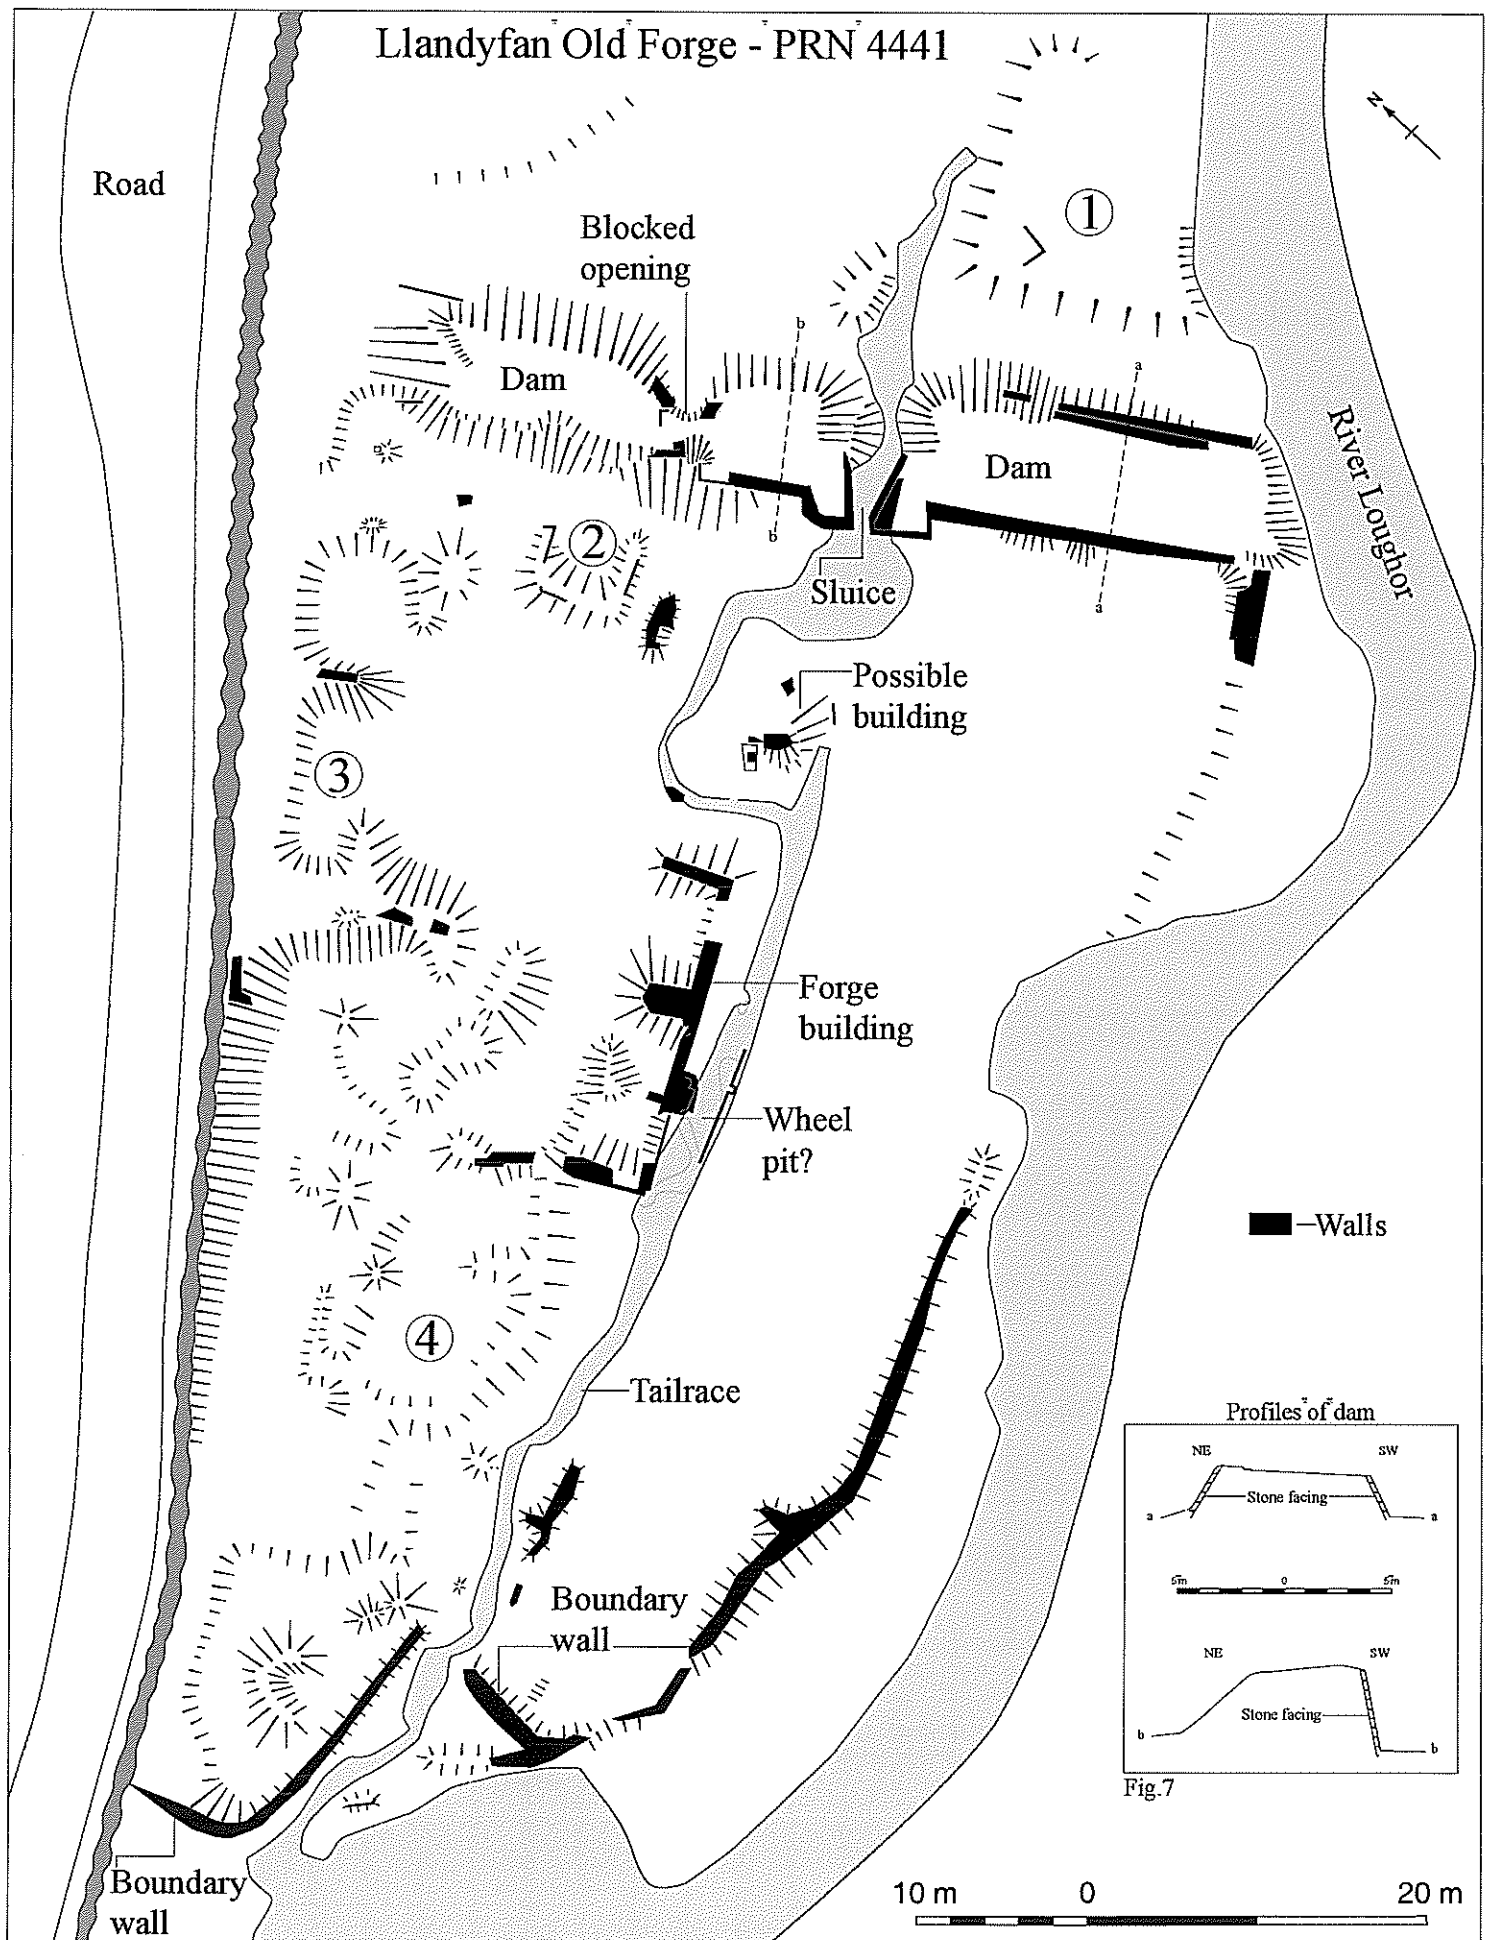 Llandyfan Old Forge - PRN 4441
Road
N
1
Blocked
opening
b
a
Dam
Dam
River Loughor
b
2
Sluice
a
Possible
building
3
Forge
building
Wheel
pit?
Walls
4
Tailrace
Profiles of dam
NE
SW
Stone facing
a
a
5m
0
5m
NE
SW
Stone facing
b
b
Fig.7
Boundary
wall
Boundary
wall
10 m
0
20 m